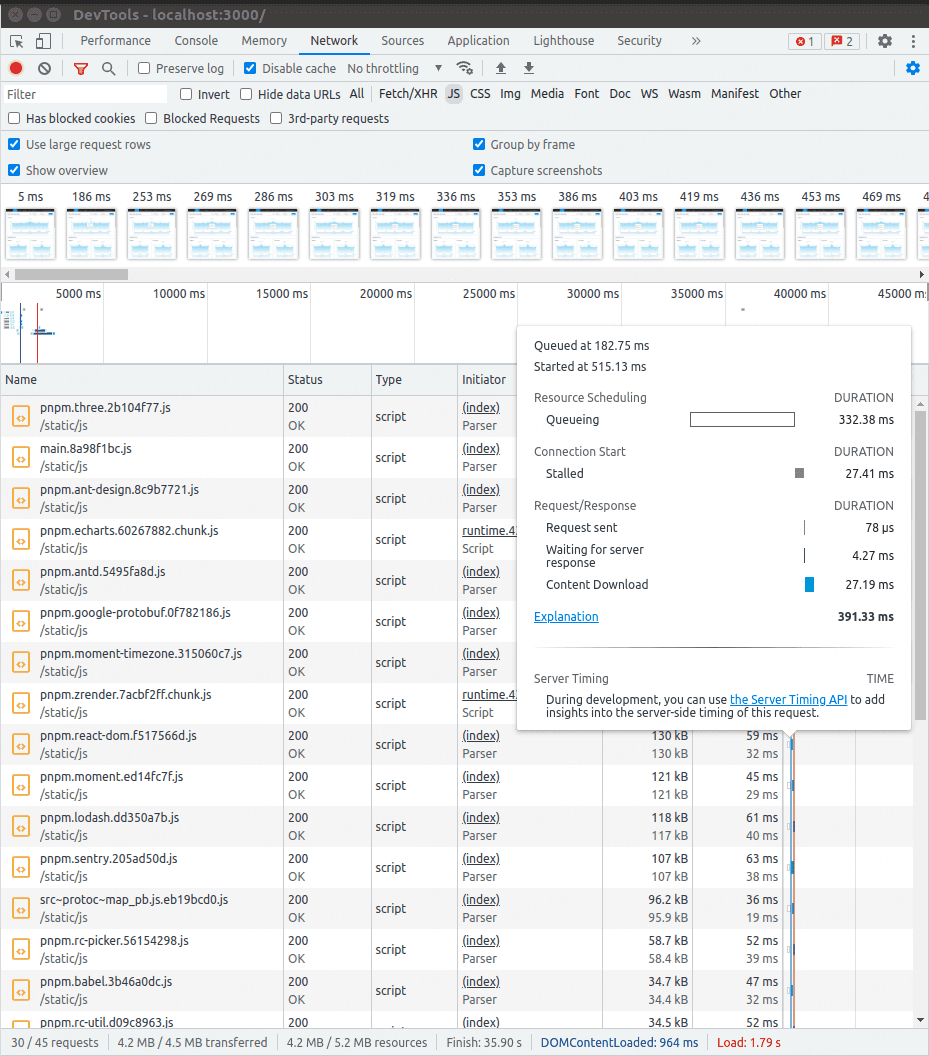 DevTools - localhost:3000/
Performance Console Memory Network Sources Application Lighthouse Security » 1 2
Preserve log Disable cache No throttling
Filter Invert Hide data URLs All Fetch/XHR JS CSS Img Media Font Doc WS Wasm Manifest Other
Has blocked cookies Blocked Requests 3rd-party requests
Use large request rows Group by frame
Show overview Capture screenshots
5 ms 186 ms 253 ms 269 ms 286 ms 303 ms 319 ms 336 ms 353 ms 386 ms 403 ms 419 ms 436 ms 453 ms 469 ms 4
5000 ms 10000 ms 15000 ms 20000 ms 25000 ms 30000 ms 35000 ms 40000 ms 45000 m
Name Status Type Initiator
pnpm.three.2b104f77.js 200 script (index)
/static/js OK Parser
main.8a98f1bc.js 200 script (index)
/static/js OK Parser
pnpm.ant-design.8c9b7721.js 200 script (index)
/static/js OK Parser
pnpm.echarts.60267882.chunk.js 200 script runtime.4
/static/js OK Script
pnpm.antd.5495fa8d.js 200 script (index)
/static/js OK Parser
pnpm.google-protobuf.0f782186.js 200 script (index)
/static/js OK Parser
pnpm.moment-timezone.315060c7.js 200 script (index)
/static/js OK Parser
pnpm.zrender.7acbf2ff.chunk.js 200 script runtime.4
/static/js OK Script
Queued at 182.75 ms
Started at 515.13 ms
Resource Scheduling DURATION
Queueing 332.38 ms
Connection Start DURATION
Stalled 27.41 ms
Request/Response DURATION
Request sent 78 μs
Waiting for server
response 4.27 ms
Content Download 27.19 ms
Explanation 391.33 ms
Server Timing TIME
During development, you can use the Server Timing API to add
insights into the server-side timing of this request.
pnpm.react-dom.f517566d.js 200 script (index) 130 kB 59 ms
/static/js OK Parser 130 kB 32 ms
pnpm.moment.ed14fc7f.js 200 script (index) 121 kB 45 ms
/static/js OK Parser 121 kB 29 ms
pnpm.lodash.dd350a7b.js 200 script (index) 118 kB 61 ms
/static/js OK Parser 117 kB 40 ms
pnpm.sentry.205ad50d.js 200 script (index) 107 kB 63 ms
/static/js OK Parser 107 kB 38 ms
src~protoc~map_pb.js.eb19bcd0.js 200 script (index) 96.2 kB 36 ms
/static/js OK Parser 95.9 kB 19 ms
pnpm.rc-picker.56154298.js 200 script (index) 58.7 kB 52 ms
/static/js OK Parser 58.4 kB 39 ms
pnpm.babel.3b46a0dc.js 200 script (index) 34.7 kB 47 ms
/static/js OK Parser 34.4 kB 32 ms
pnpm.rc-util.d09c8963.js 200 (index) 34.5 kB 52 ms
30 / 45 requests 4.2 MB / 4.5 MB transferred 4.2 MB / 5.2 MB resources Finish: 35.90 s DOMContentLoaded: 964 ms Load: 1.79 s